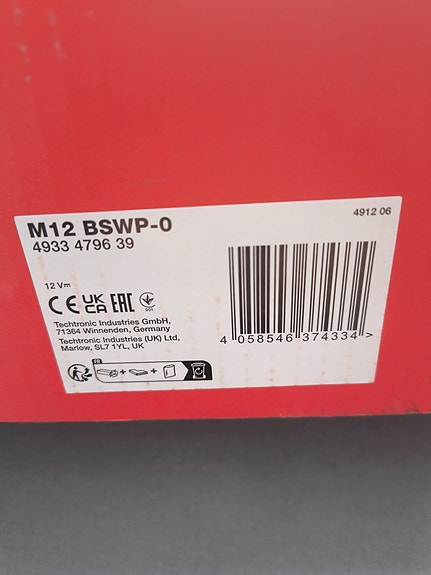 M12 BSWP-0
4933 4796 39
4912 06
12 V⎓
CE UK CA EAC
Techtronic Industries GmbH,
71364 Winnenden, Germany
Techtronic Industries (UK) Ltd,
Marlow, SL7 1YL, UK
FR
+ +
4 058546 374334 >